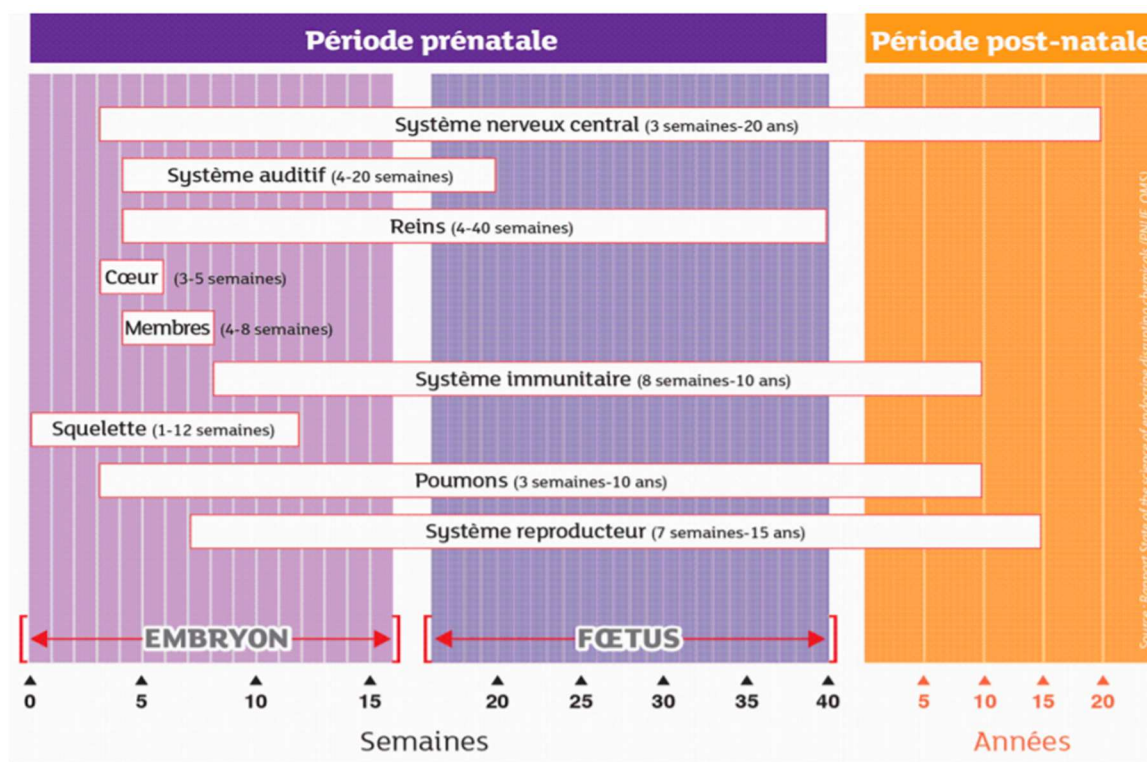 Période prénatale
Période post-natale
Système nerveux central (3 semaines-20 ans)
Système auditif (4-20 semaines)
Reins (4-40 semaines)
Cœur (3-5 semaines)
Membres (4-8 semaines)
Système immunitaire (8 semaines-10 ans)
Squelette (1-12 semaines)
Poumons (3 semaines-10 ans)
Système reproducteur (7 semaines-15 ans)
EMBRYON
FŒTUS
0 5 10 15 20 25 30 35 40
5 10 15 20
Semaines
Années